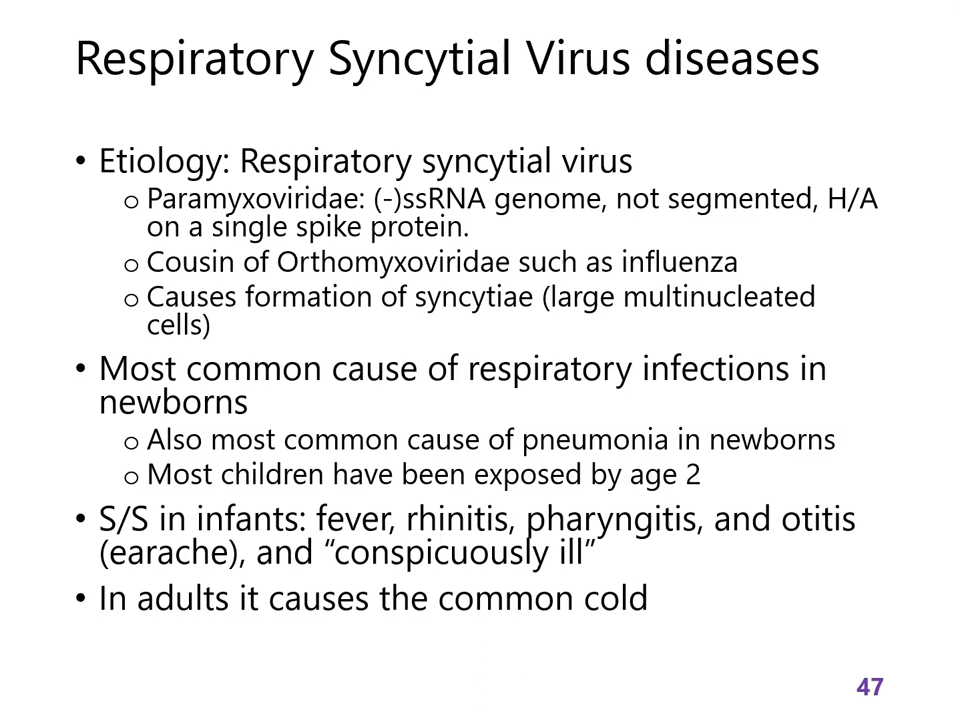 Respiratory Syncytial Virus diseases
• Etiology: Respiratory syncytial virus
o Paramyxoviridae: (-)ssRNA genome, not segmented, H/A
on a single spike protein.
o Cousin of Orthomyxoviridae such as influenza
o Causes formation of syncytiae (large multinucleated
cells)
• Most common cause of respiratory infections in
newborns
o Also most common cause of pneumonia in newborns
o Most children have been exposed by age 2
• S/S in infants: fever, rhinitis, pharyngitis, and otitis
(earache), and “conspicuously ill”
• In adults it causes the common cold
47